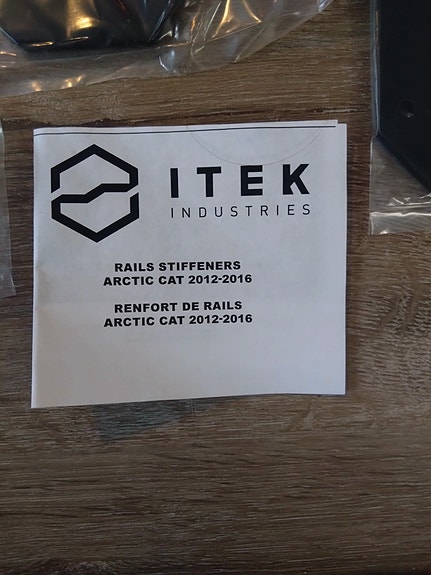 ITEK
INDUSTRIES
RAILS STIFFENERS
ARCTIC CAT 2012-2016
RENFORT DE RAILS
ARCTIC CAT 2012-2016